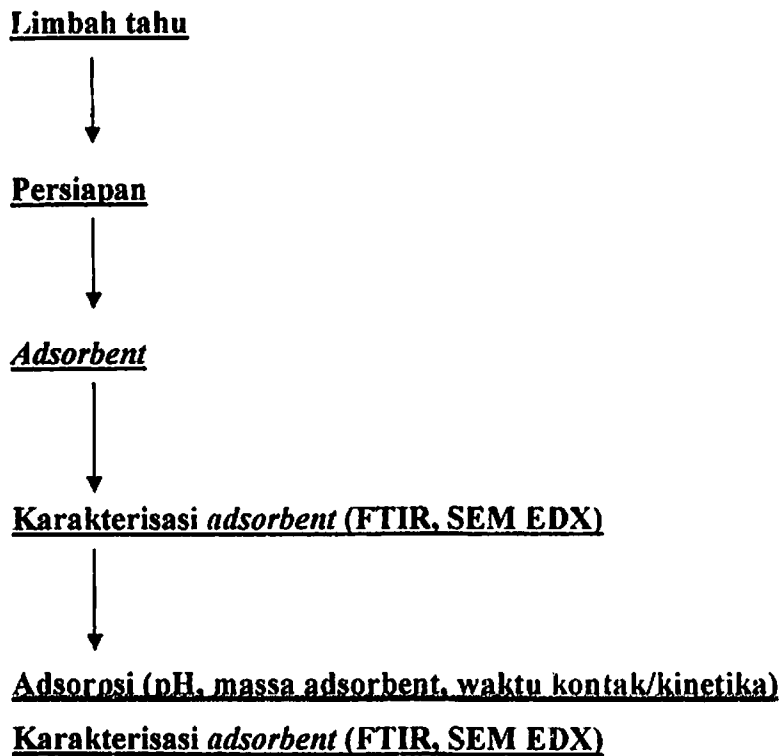 Limbah tahu
Persiapan
Adsorbent
Karakterisasi adsorbent (FTIR, SEM EDX)
Adsorpsi (pH, massa adsorbent, waktu kontak/kinetika)
Karakterisasi adsorbent (FTIR, SEM EDX)